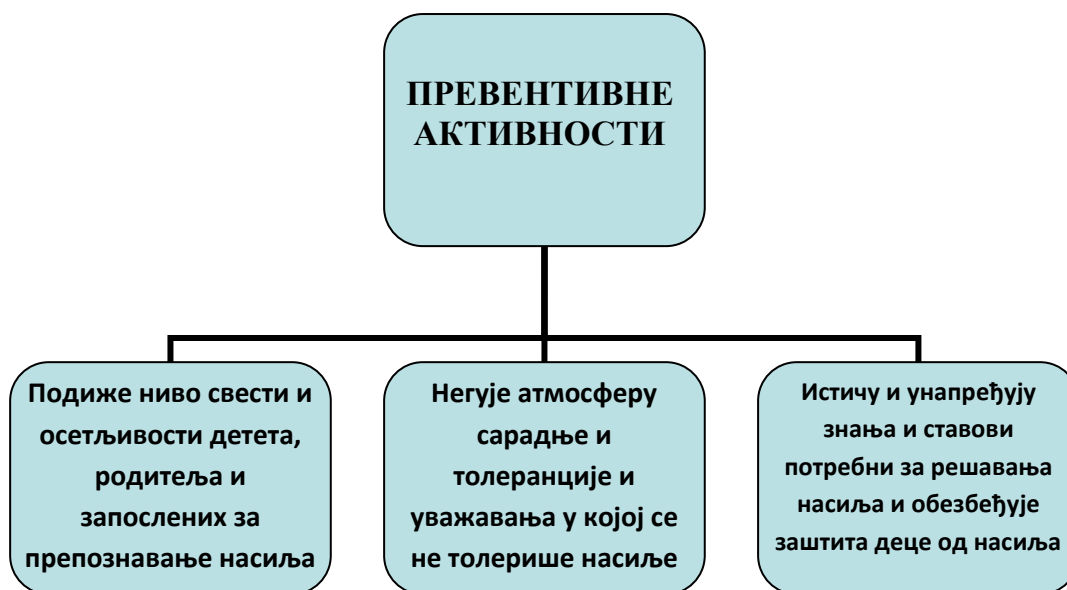 ПРЕВЕНТИВНЕ
АКТИВНОСТИ
Подиже ниво свести и
осетљивости детета,
родитеља и
запослених за
препознавање насиља
Негује атмосферу
сарадње и
толеранције и
уважавања у којој се
не толерише насиље
Истичу и унапређују
знања и ставови
потребни за решавања
насиља и обезбеђује
заштита деце од насиља